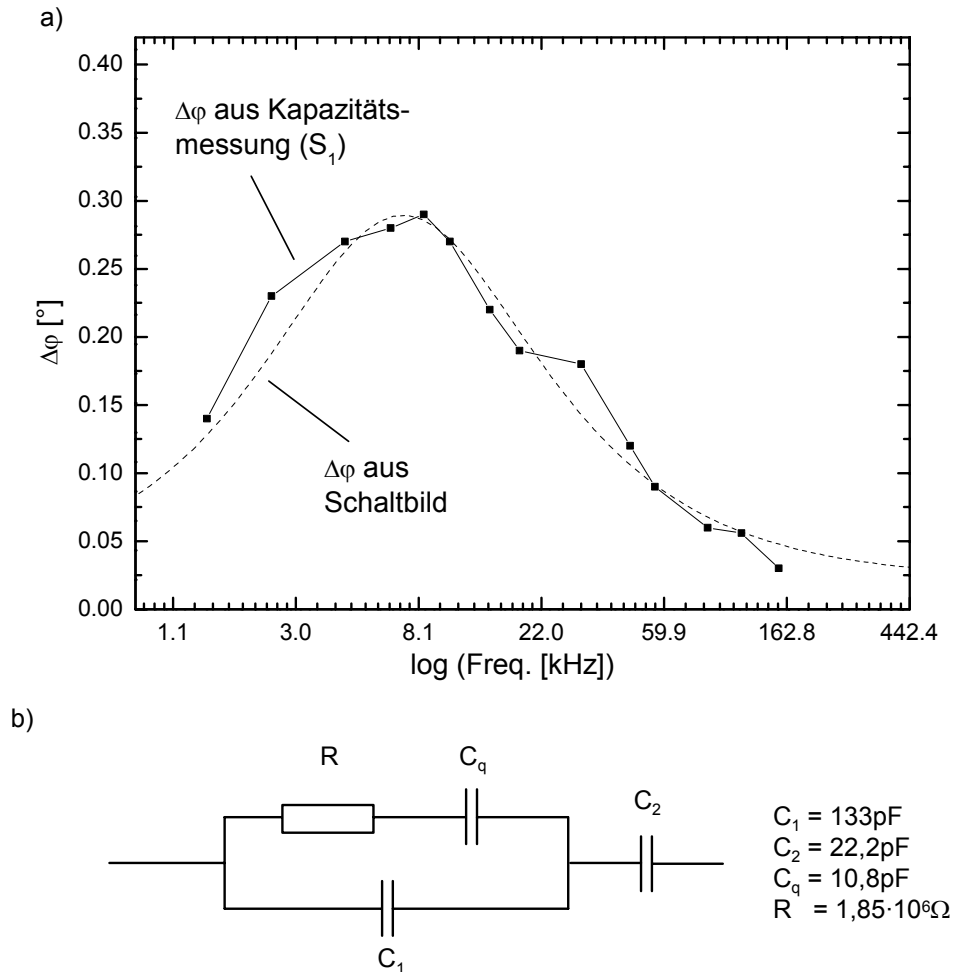 a)
0.40
0.35
0.30
0.25
0.20
0.15
0.10
0.05
0.00
Δφ [°]
Δφ aus Kapazitäts-
messung (S₁)
Δφ aus
Schaltbild
1.1 3.0 8.1 22.0 59.9 162.8 442.4
log (Freq. [kHz])
b)
R
C_q
C₂
C₁
C₁ = 133pF
C₂ = 22,2pF
C_q = 10,8pF
R = 1,85·10⁶Ω